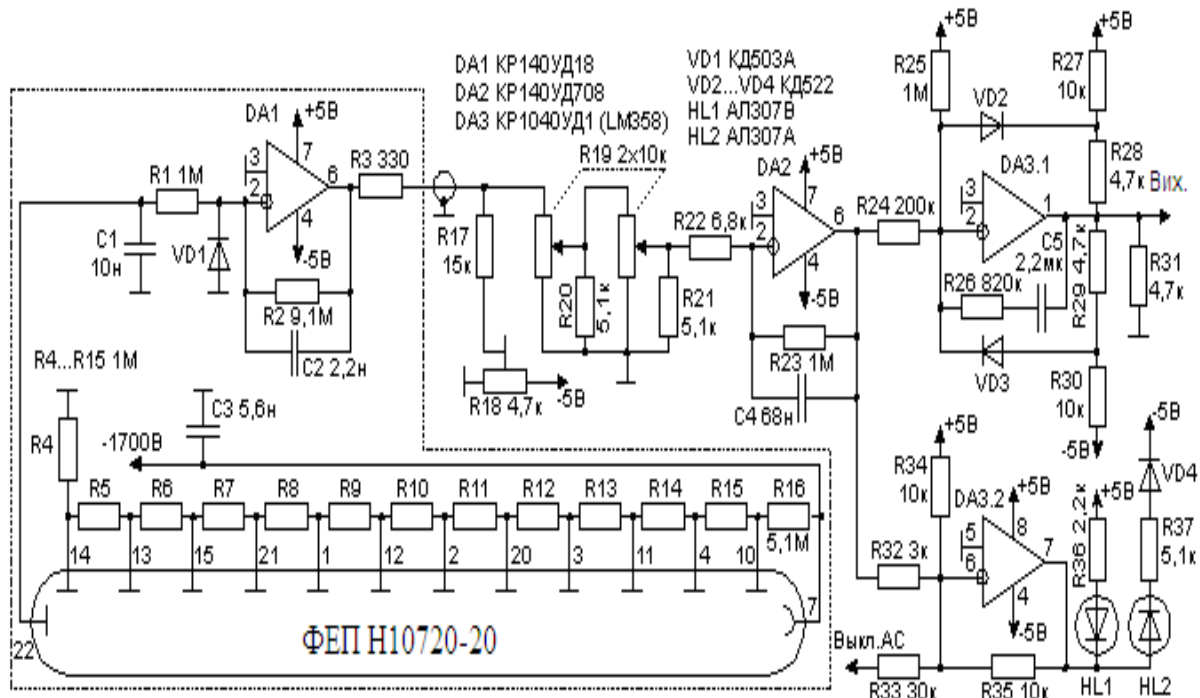 DA1 КР140УД18
DA2 КР140УД708
DA3 КР1040УД1 (LM358)
VD1 КД503А
VD2...VD4 КД522
HL1 АЛ307В
HL2 АЛ307А
DA1
+5В
3
2
7
6
4
-5В
R1 1М
C1
10н
VD1
R2 9,1М
C2 2,2н
R3 330
R17
15к
R18 4,7к
-5В
R19 2х10к
R20
5,1к
R21
5,1к
R22 6,8к
DA2
+5В
3
2
7
6
4
-5В
R23 1М
C4 68н
R24 200к
+5В
R25
1М
VD2
+5В
R27
10к
R28
4,7к
Вих.
DA3.1
3
2
1
C5
2,2мк
R26 820к
R29 4,7к
R31
4,7к
VD3
R30
10к
-5В
R4...R15 1М
R4
C3 5,6н
-1700В
R5
R6
R7
R8
R9
R10
R11
R12
R13
R14
R15
R16
5,1М
14
13
15
21
1
12
2
20
3
11
4
10
7
22
ФЕП Н10720-20
+5В
R34
10к
DA3.2
+5В
5
6
8
7
4
-5В
R32 3к
Выкл.АС
R33 30к
R35 10к
+5В
R36 2,2к
HL1
-5В
VD4
R37
5,1к
HL2